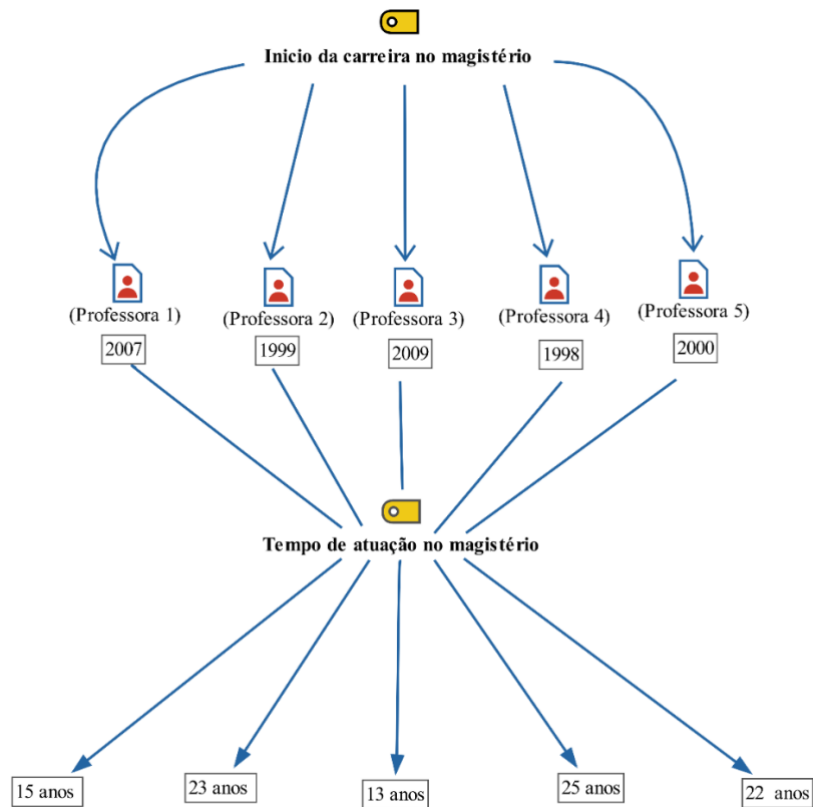 Inicio da carreira no magistério
(Professora 1)
(Professora 2)
(Professora 3)
(Professora 4)
(Professora 5)
2007
1999
2009
1998
2000
Tempo de atuação no magistério
15 anos
23 anos
13 anos
25 anos
22 anos